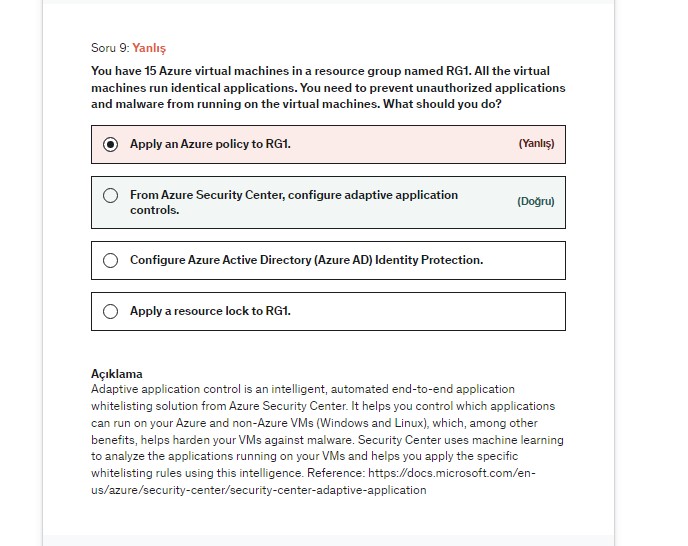 Soru 9: Yanlış
You have 15 Azure virtual machines in a resource group named RG1. All the virtual
machines run identical applications. You need to prevent unauthorized applications
and malware from running on the virtual machines. What should you do?
Apply an Azure policy to RG1.
(Yanlış)
From Azure Security Center, configure adaptive application
controls.
(Doğru)
Configure Azure Active Directory (Azure AD) Identity Protection.
Apply a resource lock to RG1.
Açıklama
Adaptive application control is an intelligent, automated end-to-end application
whitelisting solution from Azure Security Center. It helps you control which applications
can run on your Azure and non-Azure VMs (Windows and Linux), which, among other
benefits, helps harden your VMs against malware. Security Center uses machine learning
to analyze the applications running on your VMs and helps you apply the specific
whitelisting rules using this intelligence. Reference: https://docs.microsoft.com/en-
us/azure/security-center/security-center-adaptive-application